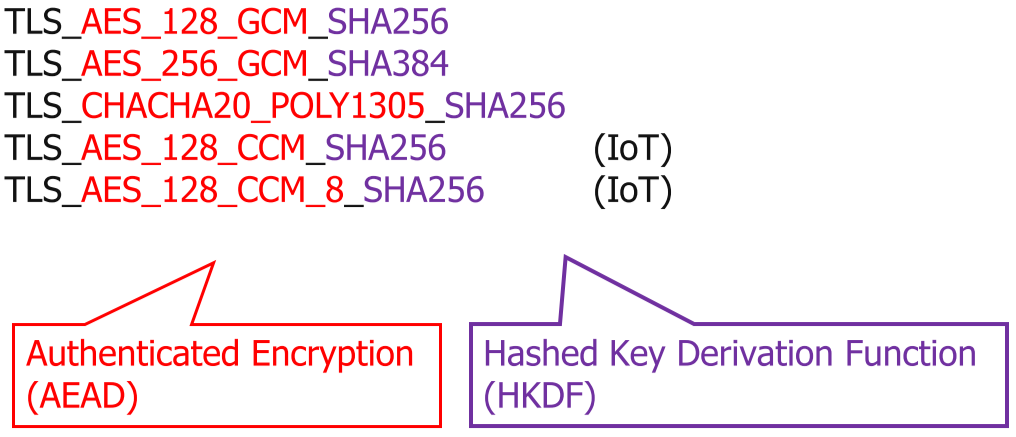 TLS_AES_128_GCM_SHA256
TLS_AES_256_GCM_SHA384
TLS_CHACHA20_POLY1305_SHA256
TLS_AES_128_CCM_SHA256 (IoT)
TLS_AES_128_CCM_8_SHA256 (IoT)
Authenticated Encryption
(AEAD)
Hashed Key Derivation Function
(HKDF)